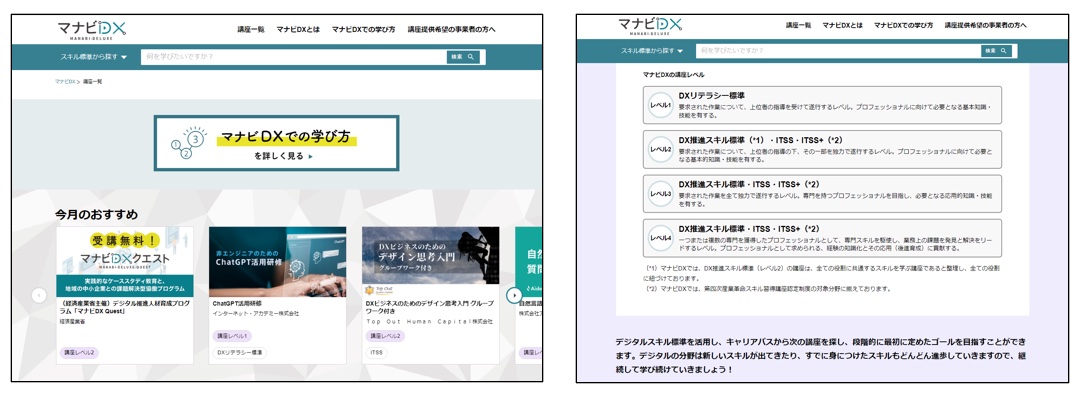 マナビDX
MANABI-DELUXE
講座一覧 マナビDXとは マナビDXでの学び方 講座提供希望の事業者の方へ
スキル標準から探す 何を学びたいですか? 検索
マナビDX > 講座一覧
1 2 3
マナビDXでの学び方
を詳しく見る ▶
今月のおすすめ
受講無料！
マナビDXクエスト
実践的なケーススタディ教育と、
地域の中小企業との課題解決型協働プログラム
（経済産業省主催）デジタル推進人材育成プログ
ラム「マナビDX Quest」
経済産業省
講座レベル2
非エンジニアのための
ChatGPT活用研修
ChatGPT活用研修
インターネット・アカデミー株式会社
講座レベル1
DXリテラシー標準
DXビジネスのための
デザイン思考入門
グループワーク付き
Top Out
DXビジネスのためのデザイン思考入門 グループ
ワーク付き
Top Out Human Capital株式会社
講座レベル2
ITSS
自然
質問
自然言語
株式会社
講座レ
マナビDX
MANABI-DELUXE
講座一覧 マナビDXとは マナビDXでの学び方 講座提供希望の事業者の方へ
スキル標準から探す 何を学びたいですか? 検索
マナビDXの講座レベル
レベル1
DXリテラシー標準
要求された作業について、上位者の指導を受けて遂行するレベル。プロフェッショナルに向けて必要となる基本知識・
技能を有する。
レベル2
DX推進スキル標準（*1）・ITSS・ITSS+（*2）
要求された作業について、上位者の指導の下、その一部を独力で遂行するレベル。プロフェッショナルに向けて必要と
なる基本的知識・技能を有する。
レベル3
DX推進スキル標準・ITSS・ITSS+（*2）
要求された作業を全て独力で遂行するレベル。専門を持つプロフェッショナルを目指し、必要となる応用的知識・技能
を有する。
レベル4
DX推進スキル標準・ITSS・ITSS+（*2）
一つまたは複数の専門を獲得したプロフェッショナルとして、専門スキルを駆使し、業務上の課題を発見と解決をリー
ドするレベル。プロフェッショナルとして求められる、経験の知識化とその応用（後進育成）に貢献する。
（*1）マナビDXでは、DX推進スキル標準（レベル2）の講座は、全ての役割に共通するスキルを学ぶ講座であると整理し、全ての役割
に紐づけております。
（*2）マナビDXでは、第四次産業革命スキル習得講座認定制度の対象分野に揃えております。
デジタルスキル標準を活用し、キャリアパスから次の講座を探し、段階的に最初に定めたゴールを目指すことができ
ます。デジタルの分野は新しいスキルが出てきたり、すでに身につけたスキルもどんどん進歩していきますので、継
続して学び続けていきましょう！